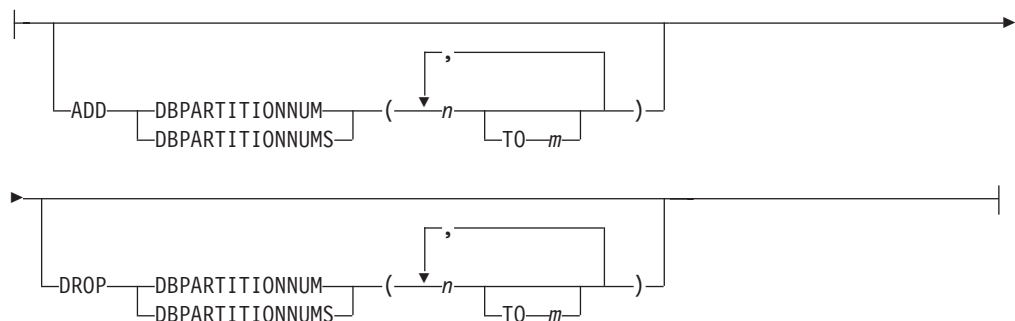 ,
ADD DBPARTITIONNUM ( n )
DBPARTITIONNUMS TO m
,
DROP DBPARTITIONNUM ( n )
DBPARTITIONNUMS TO m